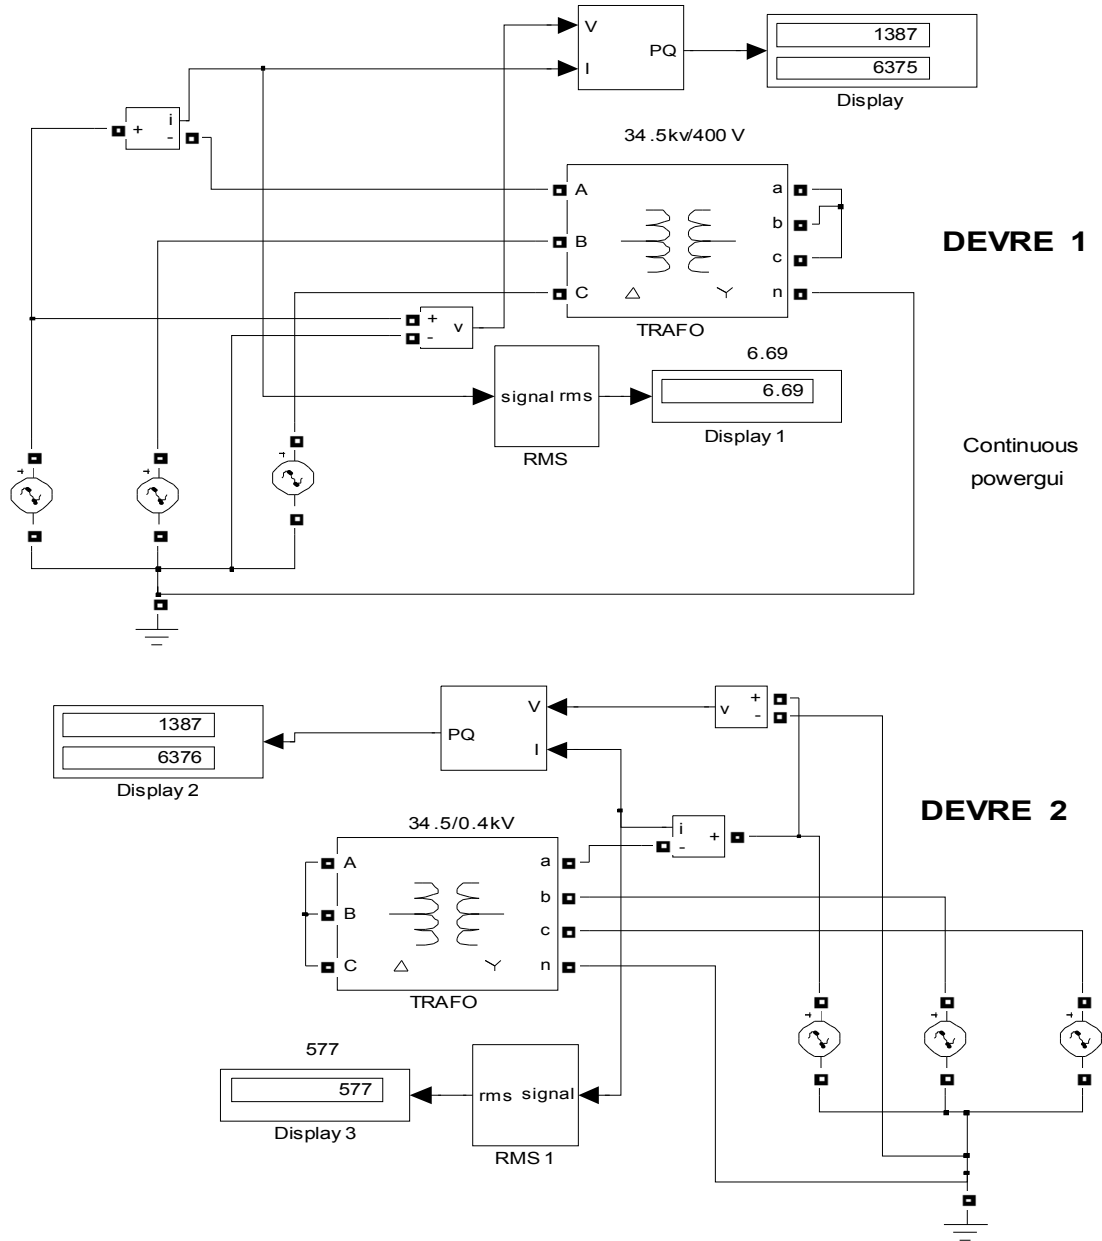 V
I
PQ
1387
6375
Display
+
i
-
34.5kv/400 V
A
B
C
a
b
c
n
TRAFO
DEVRE 1
+
-
v
6.69
signal rms
RMS
6.69
Display 1
Continuous
powergui
+
+
+
1387
6376
Display 2
V
I
PQ
v
+
-
DEVRE 2
34.5/0.4kV
i
+
-
A
B
C
a
b
c
n
TRAFO
+
+
+
577
577
Display 3
rms signal
RMS 1